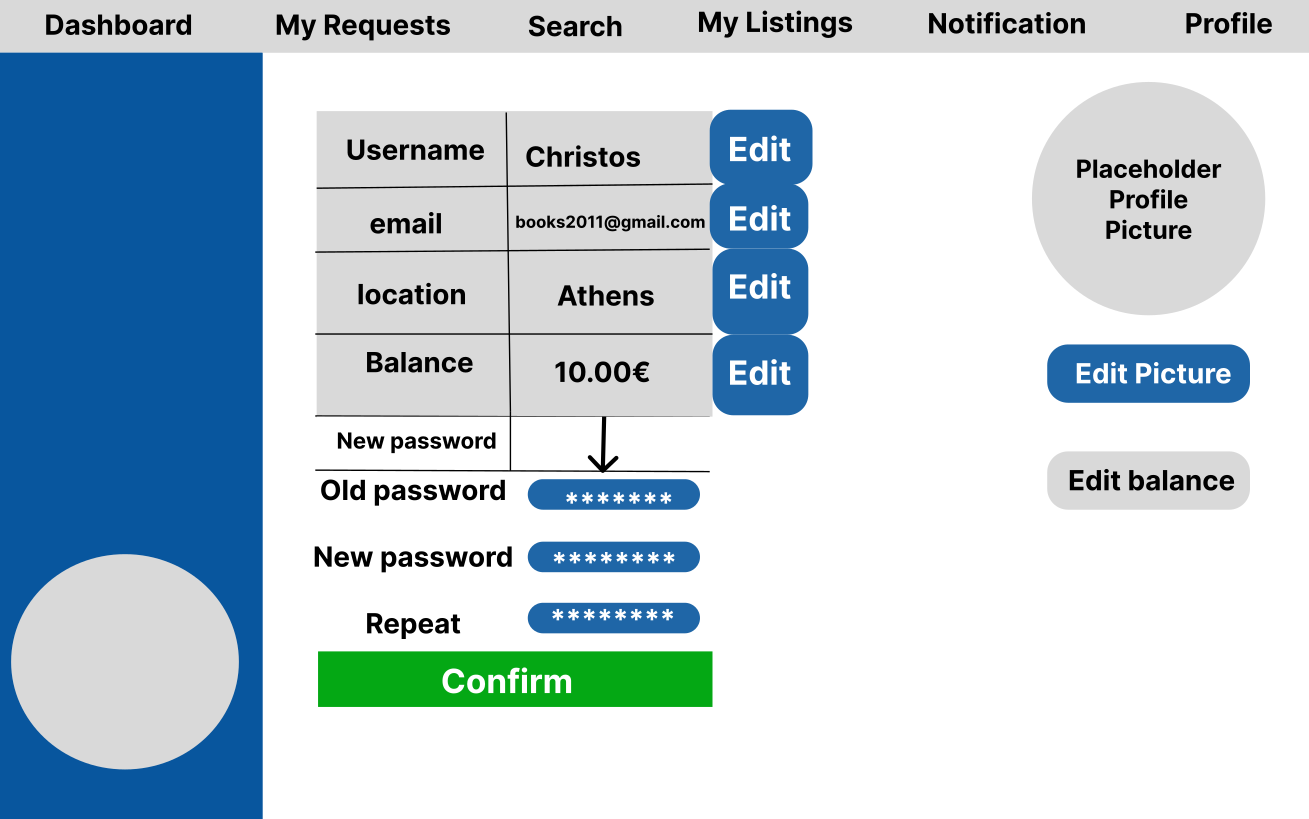 Dashboard My Requests Search My Listings Notification Profile
Username Christos Edit
email books2011@gmail.com Edit
location Athens Edit
Balance 10.00€ Edit
New password
Old password *******
New password ********
Repeat ********
Confirm
Placeholder
Profile
Picture
Edit Picture
Edit balance